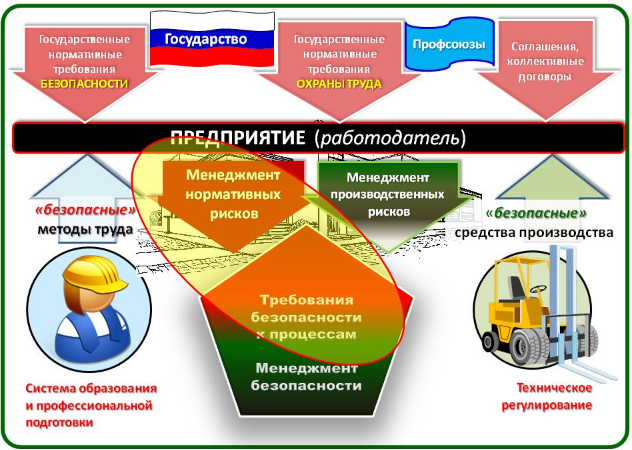 Государственные
нормативные
требования
БЕЗОПАСНОСТИ
Государство
Государственные
нормативные
требования
ОХРАНЫ ТРУДА
Профсоюзы
Соглашения,
коллективные
договоры
ПРЕДПРИЯТИЕ (работодатель)
Менеджмент
нормативных
рисков
Менеджмент
производственных
рисков
«безопасные»
методы труда
«безопасные»
средства производства
Требования
безопасности
к процессам
Менеджмент
безопасности
Система образования
и профессиональной
подготовки
Техническое
регулирование